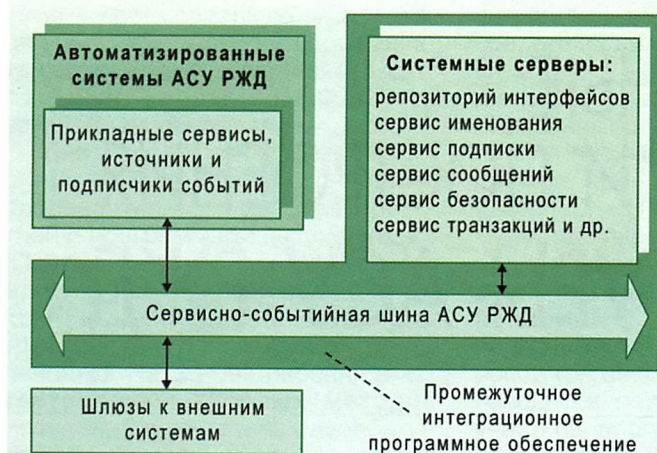 Автоматизированные
системы АСУ РЖД
Прикладные сервисы,
источники и
подписчики событий
Системные серверы:
репозиторий интерфейсов
сервис именования
сервис подписки
сервис сообщений
сервис безопасности
сервис транзакций и др.
Сервисно-событийная шина АСУ РЖД
Шлюзы к внешним
системам
Промежуточное
интеграционное
программное обеспечение